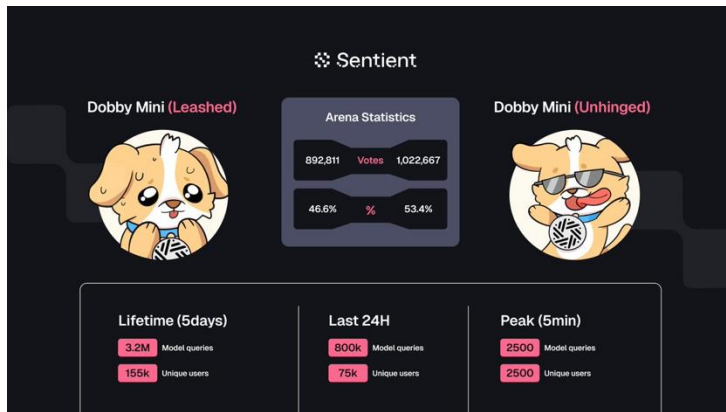 Sentient
Dobby Mini (Leashed)
Arena Statistics
892,811 Votes 1,022,667
46.6% % 53.4%
Dobby Mini (Unhinged)
Lifetime (5days)
3.2M Model queries
155k Unique users
Last 24H
800k Model queries
75k Unique users
Peak (5min)
2500 Model queries
2500 Unique users